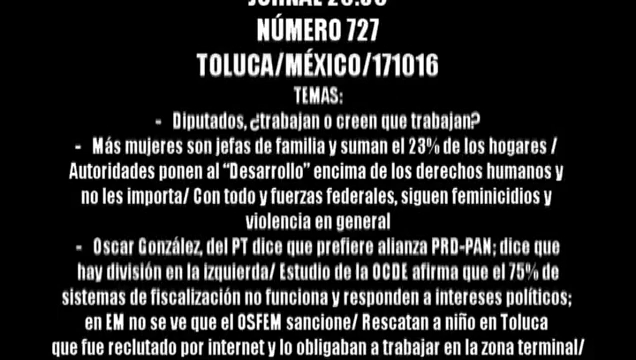 NÚMERO 727
TOLUCA/MÉXICO/171016
TEMAS:
- Diputados, ¿trabajan o creen que trabajan?
- Más mujeres son jefas de familia y suman el 23% de los hogares /
Autoridades ponen al “Desarrollo” encima de los derechos humanos y
no les importa/ Con todo y fuerzas federales, siguen feminicidios y
violencia en general
- Oscar González, del PT dice que prefiere alianza PRD-PAN; dice que
hay división en la izquierda/ Estudio de la OCDE afirma que el 75% de
sistemas de fiscalización no funciona y responden a intereses políticos;
en EM no se ve que el OSFEM sancione/ Rescatan a niño en Toluca
que fue reclutado por internet y lo obligaban a trabajar en la zona terminal/